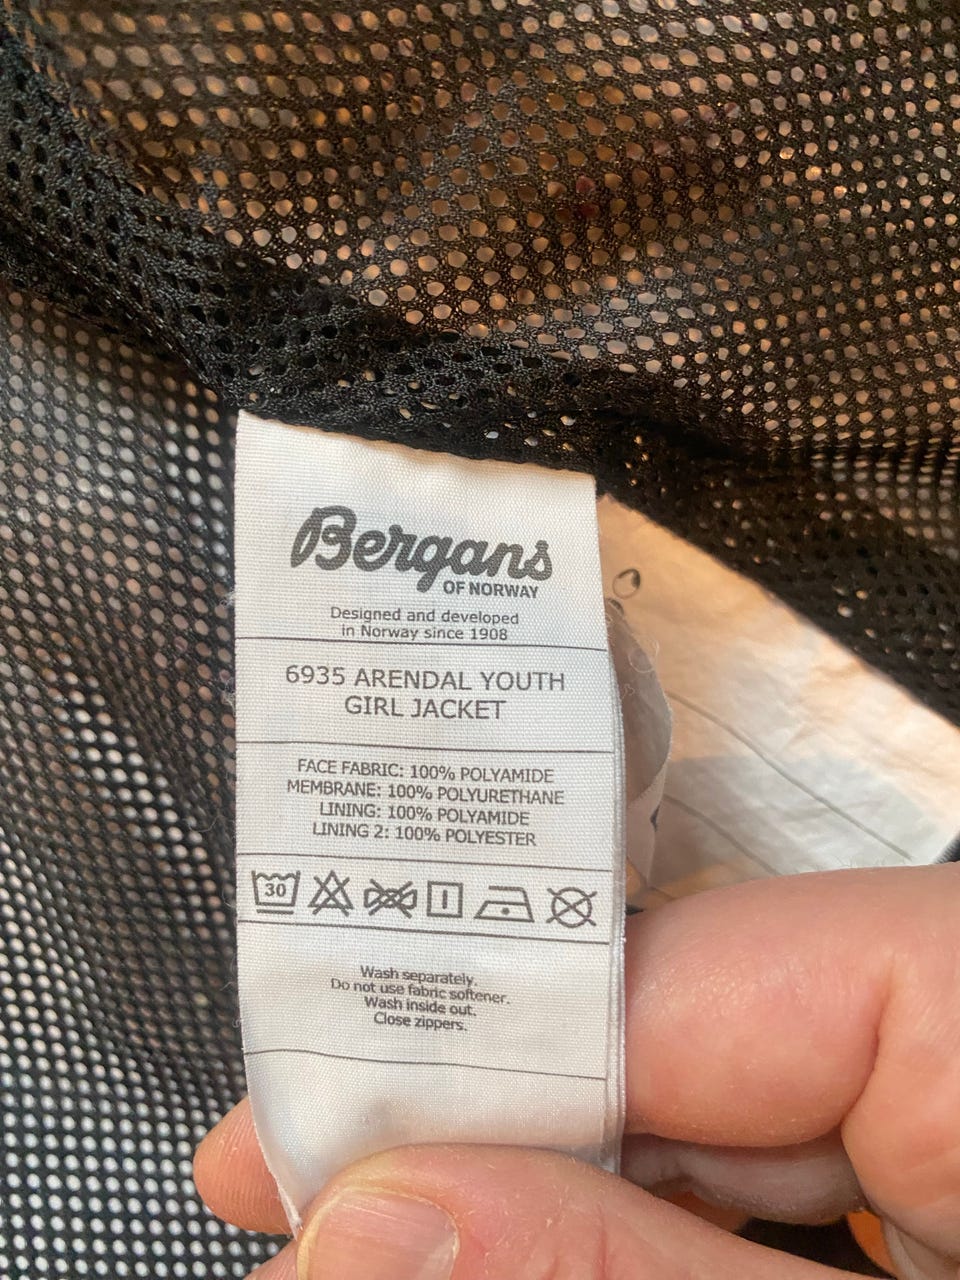 Bergans
OF NORWAY
Designed and developed
in Norway since 1908
6935 ARENDAL YOUTH
GIRL JACKET
FACE FABRIC: 100% POLYAMIDE
MEMBRANE: 100% POLYURETHANE
LINING: 100% POLYAMIDE
LINING 2: 100% POLYESTER
30
Wash separately.
Do not use fabric softener.
Wash inside out.
Close zippers.